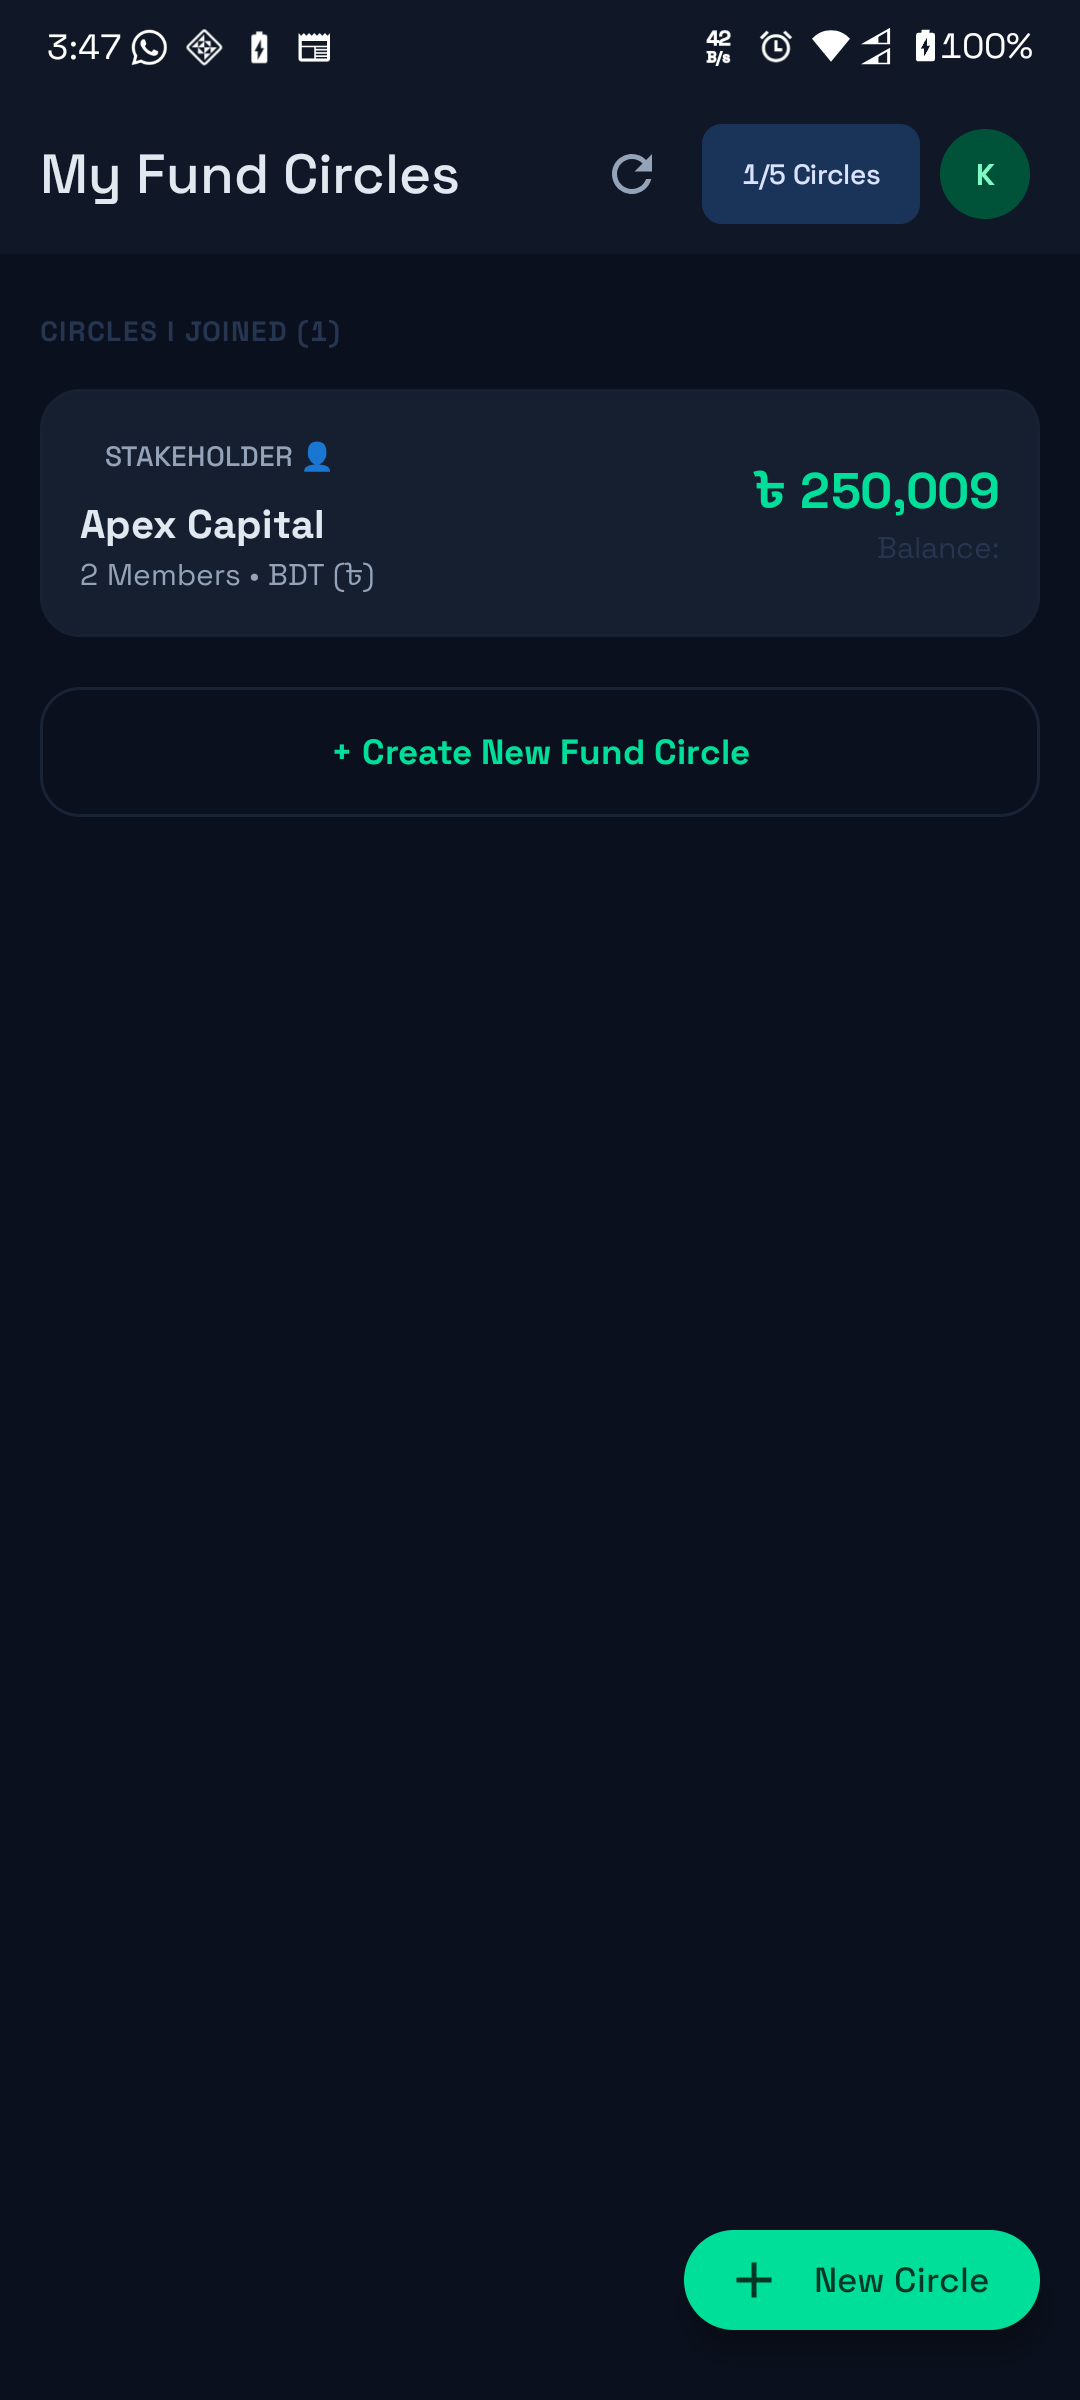 3:47
42 B/s
100%
My Fund Circles
1/5 Circles
K
CIRCLES I JOINED (1)
STAKEHOLDER 👤
Apex Capital
2 Members • BDT (৳)
৳ 250,009
Balance:
+ Create New Fund Circle
+ New Circle